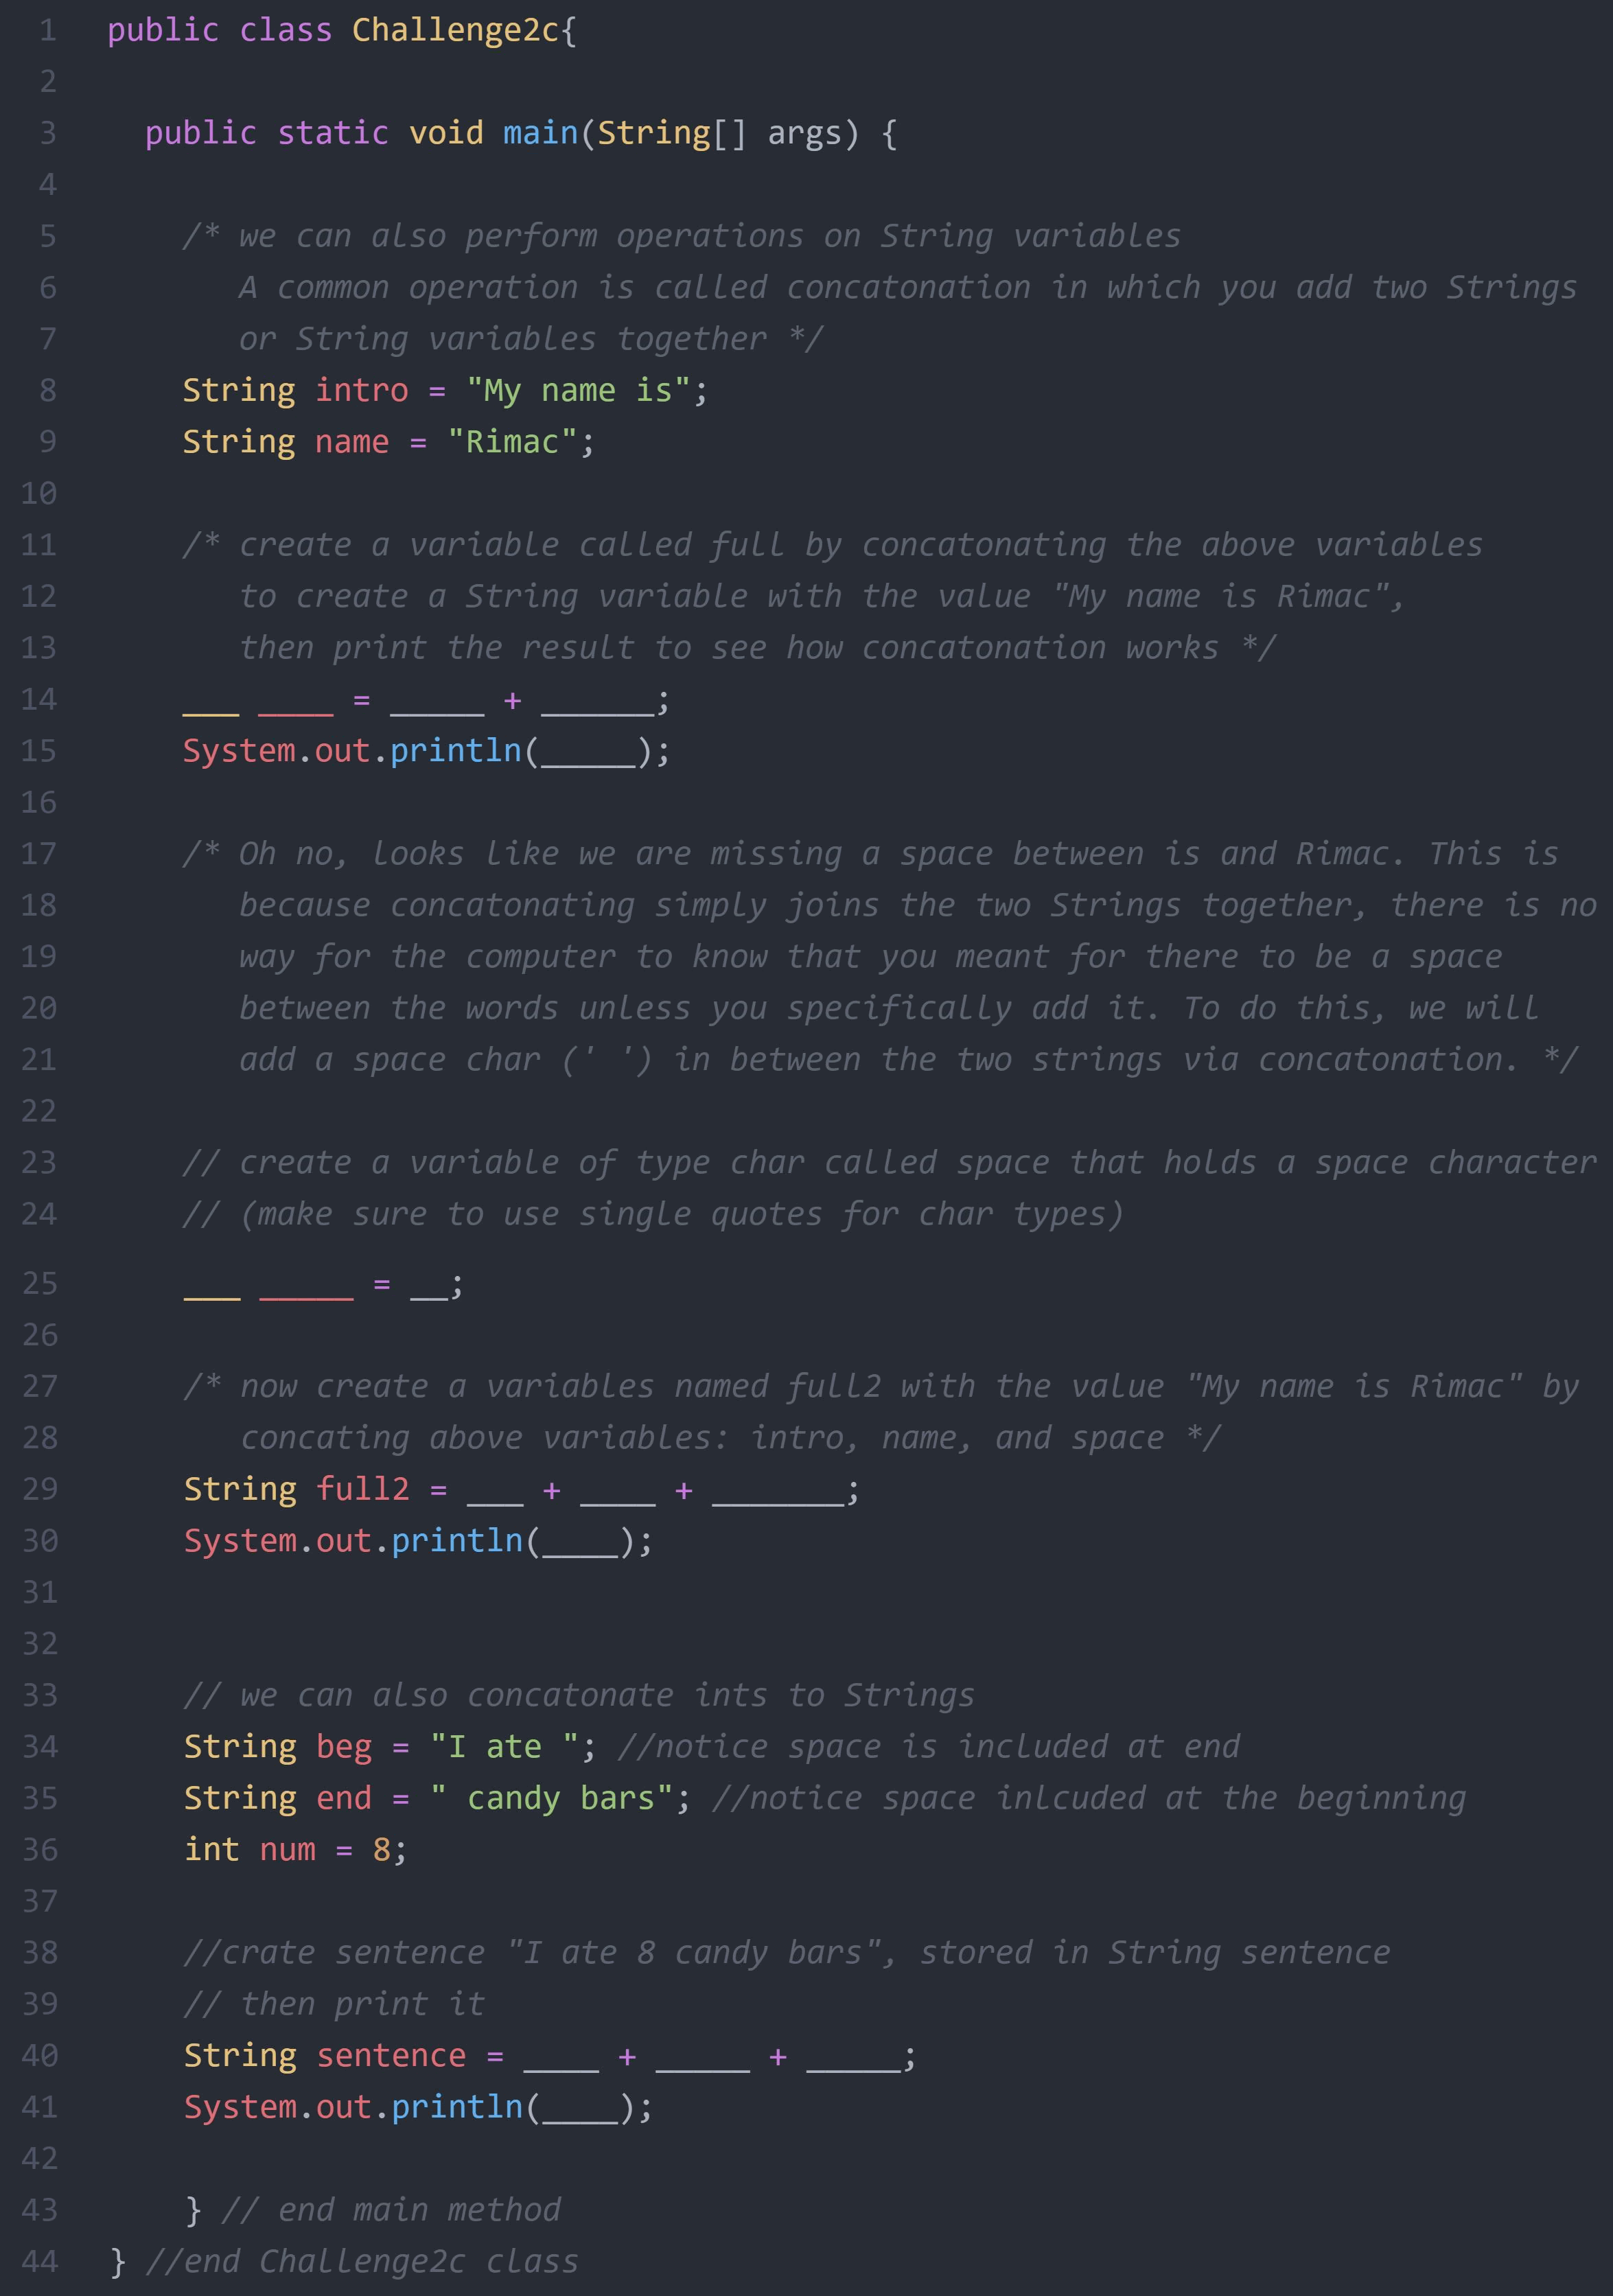 1 public class Challenge2c{
2
3 public static void main(String[] args) {
4
5 /* we can also perform operations on String variables
6 A common operation is called concatonation in which you add two Strings
7 or String variables together */
8 String intro = "My name is";
9 String name = "Rimac";
10
11 /* create a variable called full by concatonating the above variables
12 to create a String variable with the value "My name is Rimac",
13 then print the result to see how concatonation works */
14 ___ ____ = _____ + ______;
15 System.out.println(_____);
16
17 /* Oh no, looks like we are missing a space between is and Rimac. This is
18 because concatonating simply joins the two Strings together, there is no
19 way for the computer to know that you meant for there to be a space
20 between the words unless you specifically add it. To do this, we will
21 add a space char (' ') in between the two strings via concatonation. */
22
23 // create a variable of type char called space that holds a space character
24 // (make sure to use single quotes for char types)
25 ___ _____ = __;
26
27 /* now create a variables named full2 with the value "My name is Rimac" by
28 concating above variables: intro, name, and space */
29 String full2 = ___ + ____ + _______;
30 System.out.println(____);
31
32
33 // we can also concatonate ints to Strings
34 String beg = "I ate "; //notice space is included at end
35 String end = " candy bars"; //notice space inlcuded at the beginning
36 int num = 8;
37
38 //crate sentence "I ate 8 candy bars", stored in String sentence
39 // then print it
40 String sentence = ____ + _____ + _____;
41 System.out.println(____);
42
43 } // end main method
44 } //end Challenge2c class